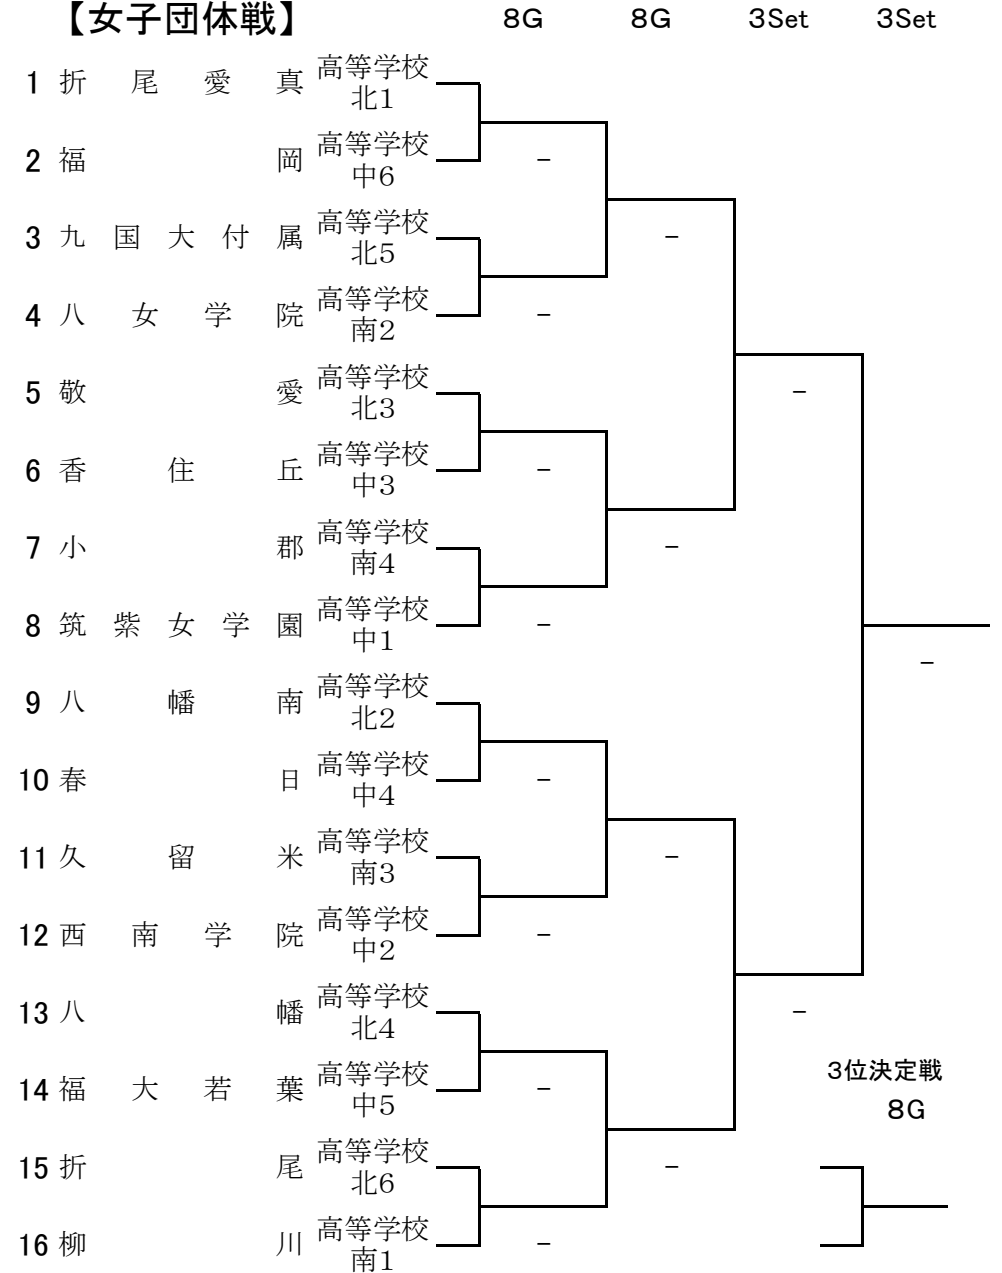 【女子団体戦】 8G 8G 3Set 3Set
1 折尾愛真 高等学校
北1
2 福岡 高等学校
中6
-
3 九国大付属 高等学校
北5
-
4 八女学院 高等学校
南2
-
5 敬愛 高等学校
北3
-
6 香住丘 高等学校
中3
-
7 小郡 高等学校
南4
-
8 筑紫女学園 高等学校
中1
-
-
9 八幡南 高等学校
北2
10 春日 高等学校
中4
-
11 久留米 高等学校
南3
-
12 西南学院 高等学校
中2
-
13 八幡 高等学校
北4
-
14 福大若葉 高等学校
中5
-
3位決定戦
8G
15 折尾 高等学校
北6
-
16 柳川 高等学校
南1
-